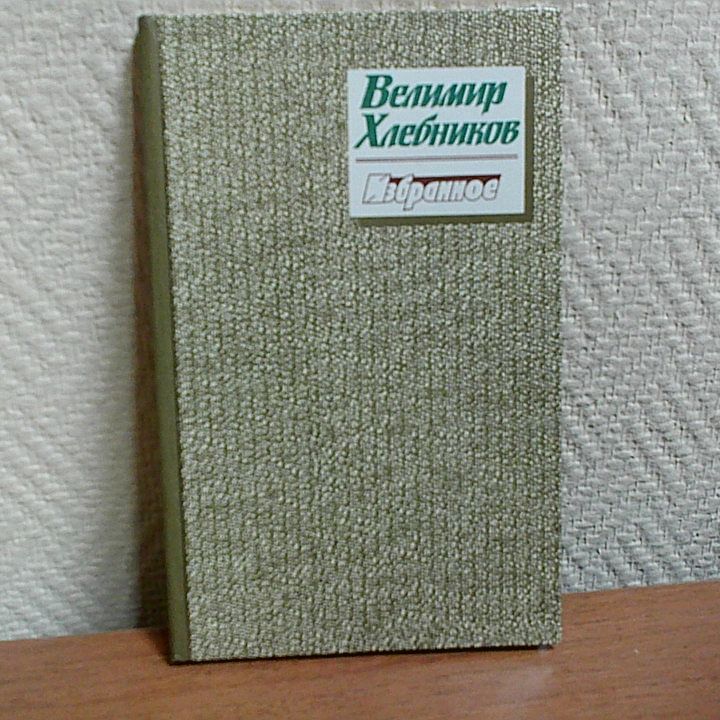 Велимир
Хлебников
Избранное